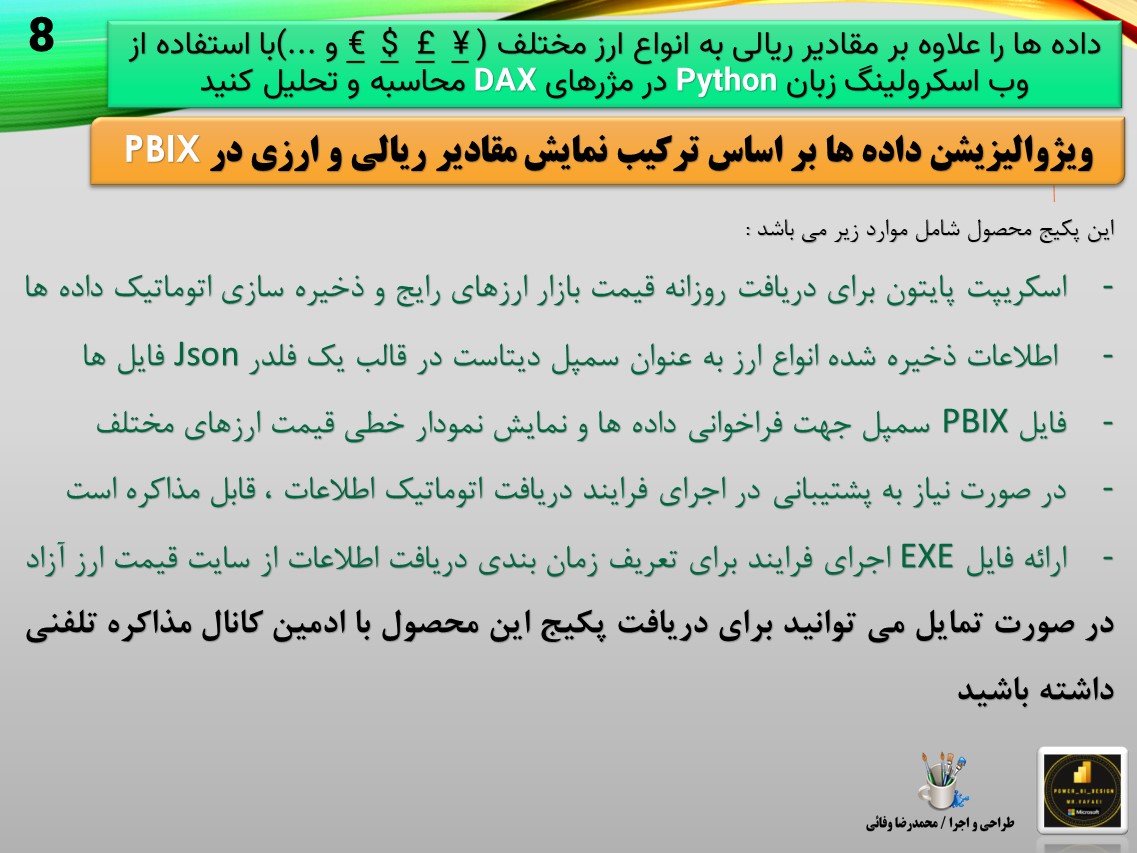 8
داده ها را علاوه بر مقادیر ریالی به انواع ارز مختلف (¥ £ $ € و ...)با استفاده از
وب اسکرولینگ زبان Python در مژرهای DAX محاسبه و تحلیل کنید
ویژوالیزیشن داده ها بر اساس ترکیب نمایش مقادیر ریالی و ارزی در PBIX
این پکیج محصول شامل موارد زیر می باشد :
- اسکریپت پایتون برای دریافت روزانه قیمت بازار ارزهای رایج و ذخیره سازی اتوماتیک داده ها
- اطلاعات ذخیره شده انواع ارز به عنوان سمپل دیتاست در قالب یک فلدر Json فایل ها
- فایل PBIX سمپل جهت فراخوانی داده ها و نمایش نمودار خطی قیمت ارزهای مختلف
- در صورت نیاز به پشتیبانی در اجرای فرایند دریافت اتوماتیک اطلاعات ، قابل مذاکره است
- ارائه فایل EXE اجرای فرایند برای تعریف زمان بندی دریافت اطلاعات از سایت قیمت ارز آزاد
در صورت تمایل می توانید برای دریافت پکیج این محصول با ادمین کانال مذاکره تلفنی
داشته باشید
POWER_BI_DESIGN
MR.VAFAEI
Microsoft
طراحی و اجرا / محمدرضا وفائی